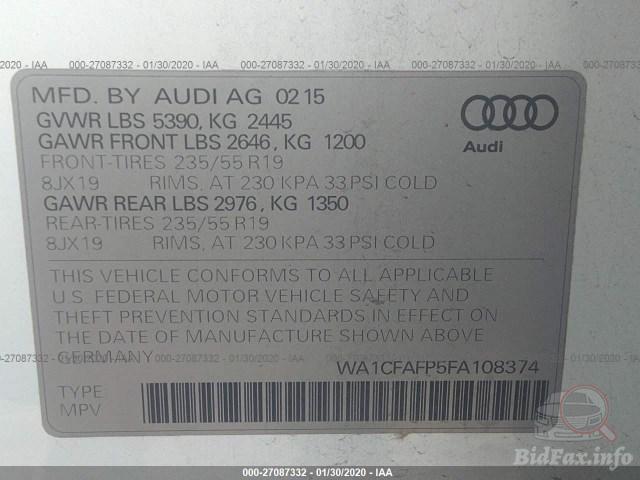 000-27087332 - 01/30/2020 - IAA
MFD. BY AUDI AG 02 15
GVWR LBS 5390, KG 2445
GAWR FRONT LBS 2646, KG 1200
FRONT-TIRES 235/55 R19
8JX19 RIMS, AT 230 KPA 33 PSI COLD
GAWR REAR LBS 2976, KG 1350
REAR-TIRES 235/55 R19
8JX19 RIMS, AT 230 KPA 33 PSI COLD
Audi
THIS VEHICLE CONFORMS TO ALL APPLICABLE
U.S. FEDERAL MOTOR VEHICLE SAFETY AND
THEFT PREVENTION STANDARDS IN EFFECT ON
THE DATE OF MANUFACTURE SHOWN ABOVE
GERMANY WA1CFAFP5FA108374
TYPE
MPV
000-27087332 - 01/30/2020 - IAA
BidFax.info